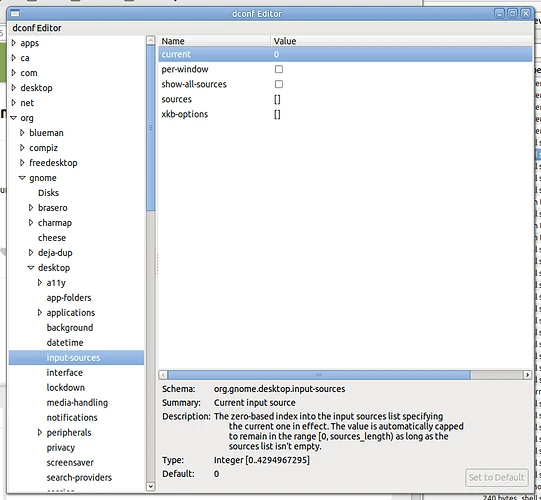 dconf Editor
dconf Editor
apps
ca
com
desktop
net
org
blueman
compiz
freedesktop
gnome
Disks
brasero
charmap
cheese
deja-dup
desktop
a11y
app-folders
applications
background
datetime
input-sources
interface
lockdown
media-handling
notifications
peripherals
privacy
screensaver
search-providers
Name Value
current 0
per-window
show-all-sources
sources []
xkb-options []
Schema: org.gnome.desktop.input-sources
Summary: Current input source
Description: The zero-based index into the input sources list specifying
the current one in effect. The value is automatically capped
to remain in the range [0, sources_length) as long as the
sources list isn't empty.
Type: Integer [0..4294967295]
Default: 0
Set to Default